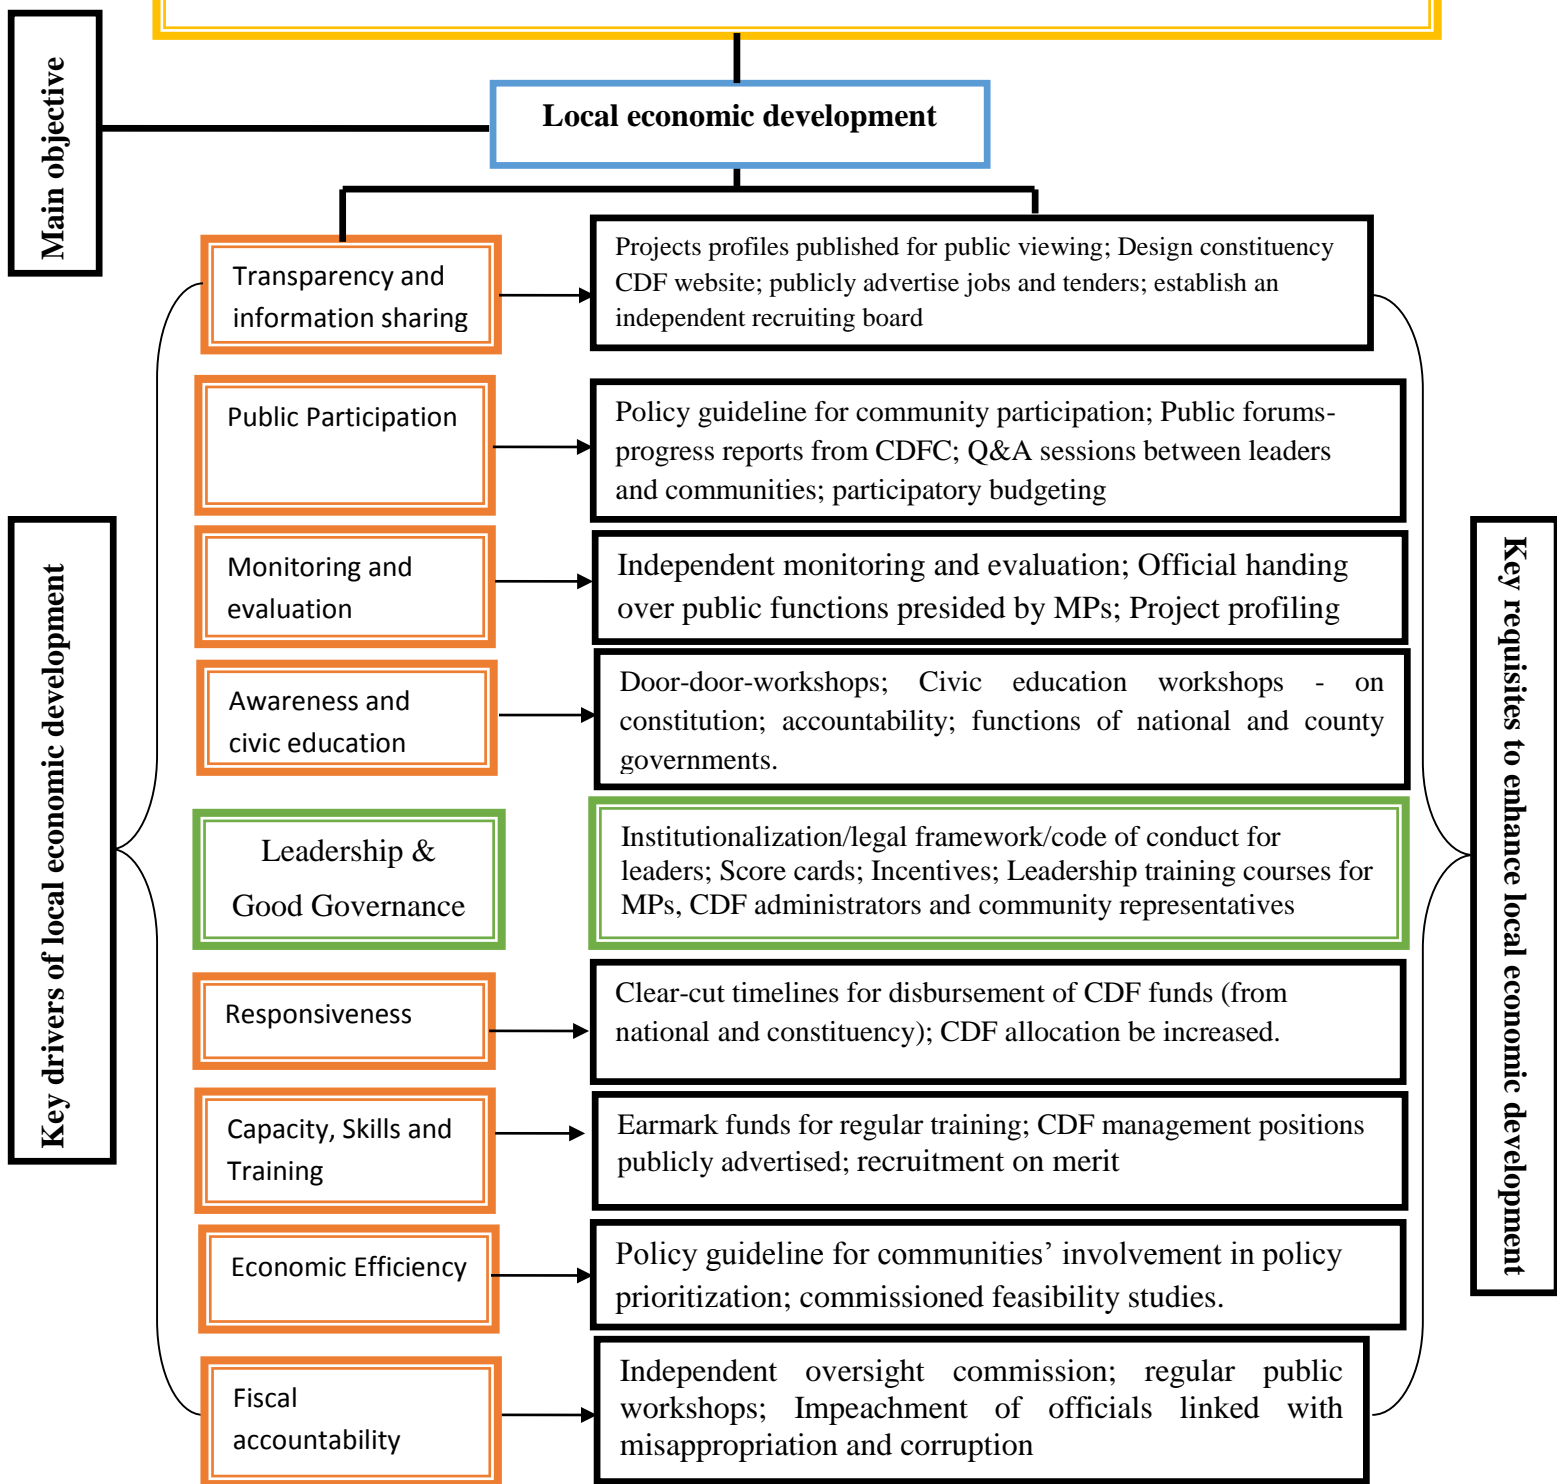 Main objective
Local economic development
Transparency and
information sharing
Projects profiles published for public viewing; Design constituency
CDF website; publicly advertise jobs and tenders; establish an
independent recruiting board
Public Participation
Policy guideline for community participation; Public forums-
progress reports from CDFC; Q&A sessions between leaders
and communities; participatory budgeting
Key drivers of local economic development
Monitoring and
evaluation
Independent monitoring and evaluation; Official handing
over public functions presided by MPs; Project profiling
Key requisites to enhance local economic development
Awareness and
civic education
Door-door-workshops; Civic education workshops - on
constitution; accountability; functions of national and county
governments.
Leadership &
Good Governance
Institutionalization/legal framework/code of conduct for
leaders; Score cards; Incentives; Leadership training courses for
MPs, CDF administrators and community representatives
Responsiveness
Clear-cut timelines for disbursement of CDF funds (from
national and constituency); CDF allocation be increased.
Capacity, Skills and
Training
Earmark funds for regular training; CDF management positions
publicly advertised; recruitment on merit
Economic Efficiency
Policy guideline for communities’ involvement in policy
prioritization; commissioned feasibility studies.
Fiscal
accountability
Independent oversight commission; regular public
workshops; Impeachment of officials linked with
misappropriation and corruption